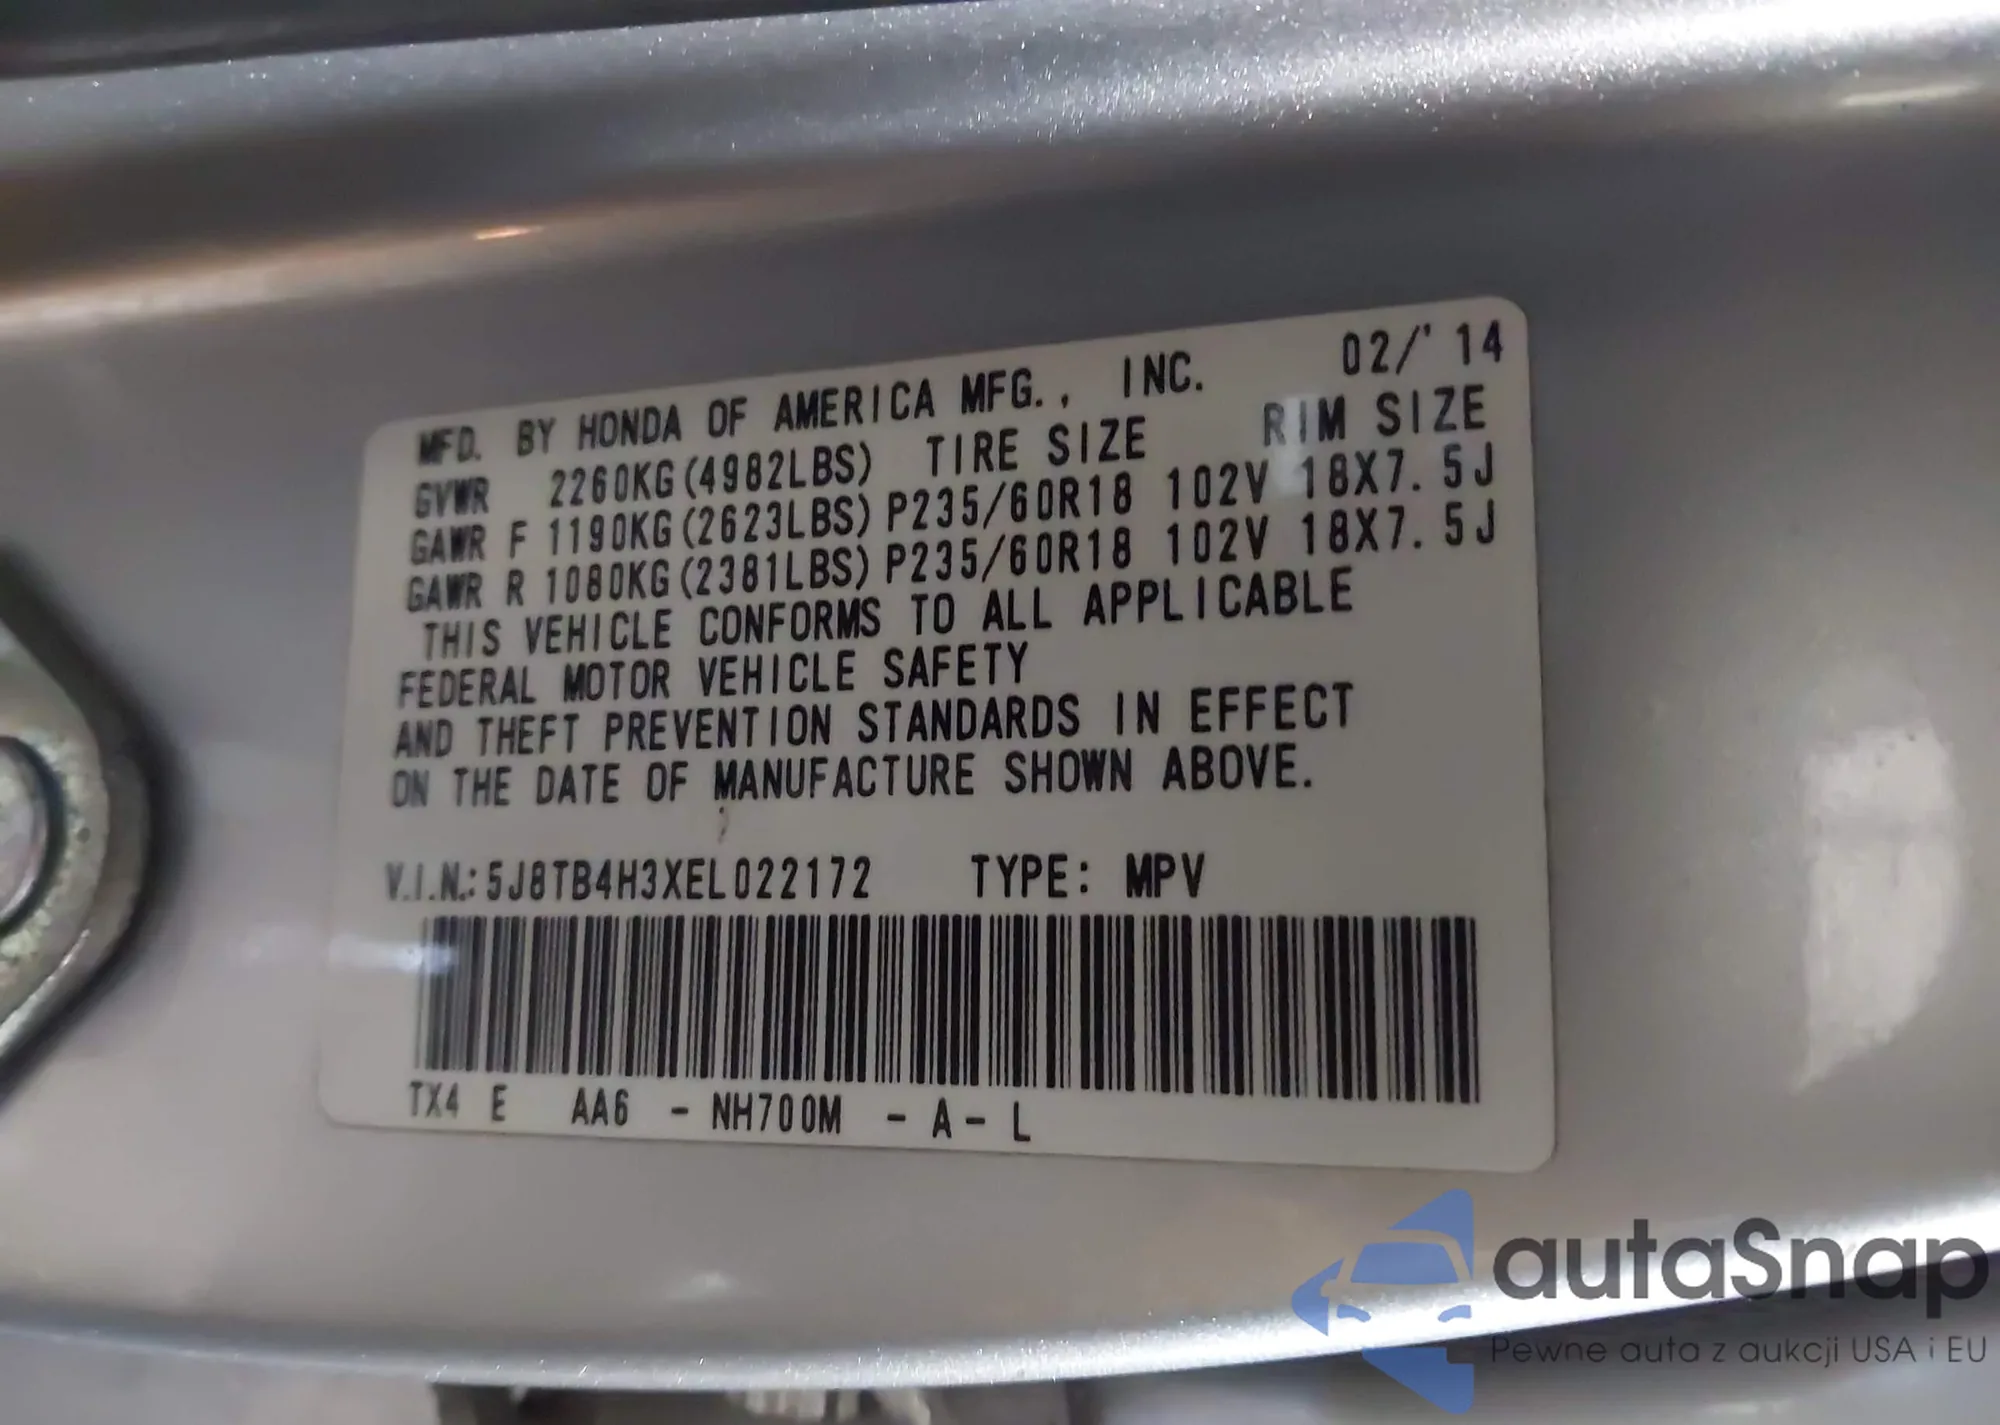 MFD. BY HONDA OF AMERICA MFG., INC. 02/'14
GVWR 2260KG(4982LBS) TIRE SIZE RIM SIZE
GAWR F 1190KG(2623LBS) P235/60R18 102V 18X7.5J
GAWR R 1080KG(2381LBS) P235/60R18 102V 18X7.5J
THIS VEHICLE CONFORMS TO ALL APPLICABLE
FEDERAL MOTOR VEHICLE SAFETY
AND THEFT PREVENTION STANDARDS IN EFFECT
ON THE DATE OF MANUFACTURE SHOWN ABOVE.
V.I.N.: 5J8TB4H3XEL022172 TYPE: MPV
TX4 E AA6 - NH700M - A - L
autaSnap
Pewne auta z aukcji USA i EU